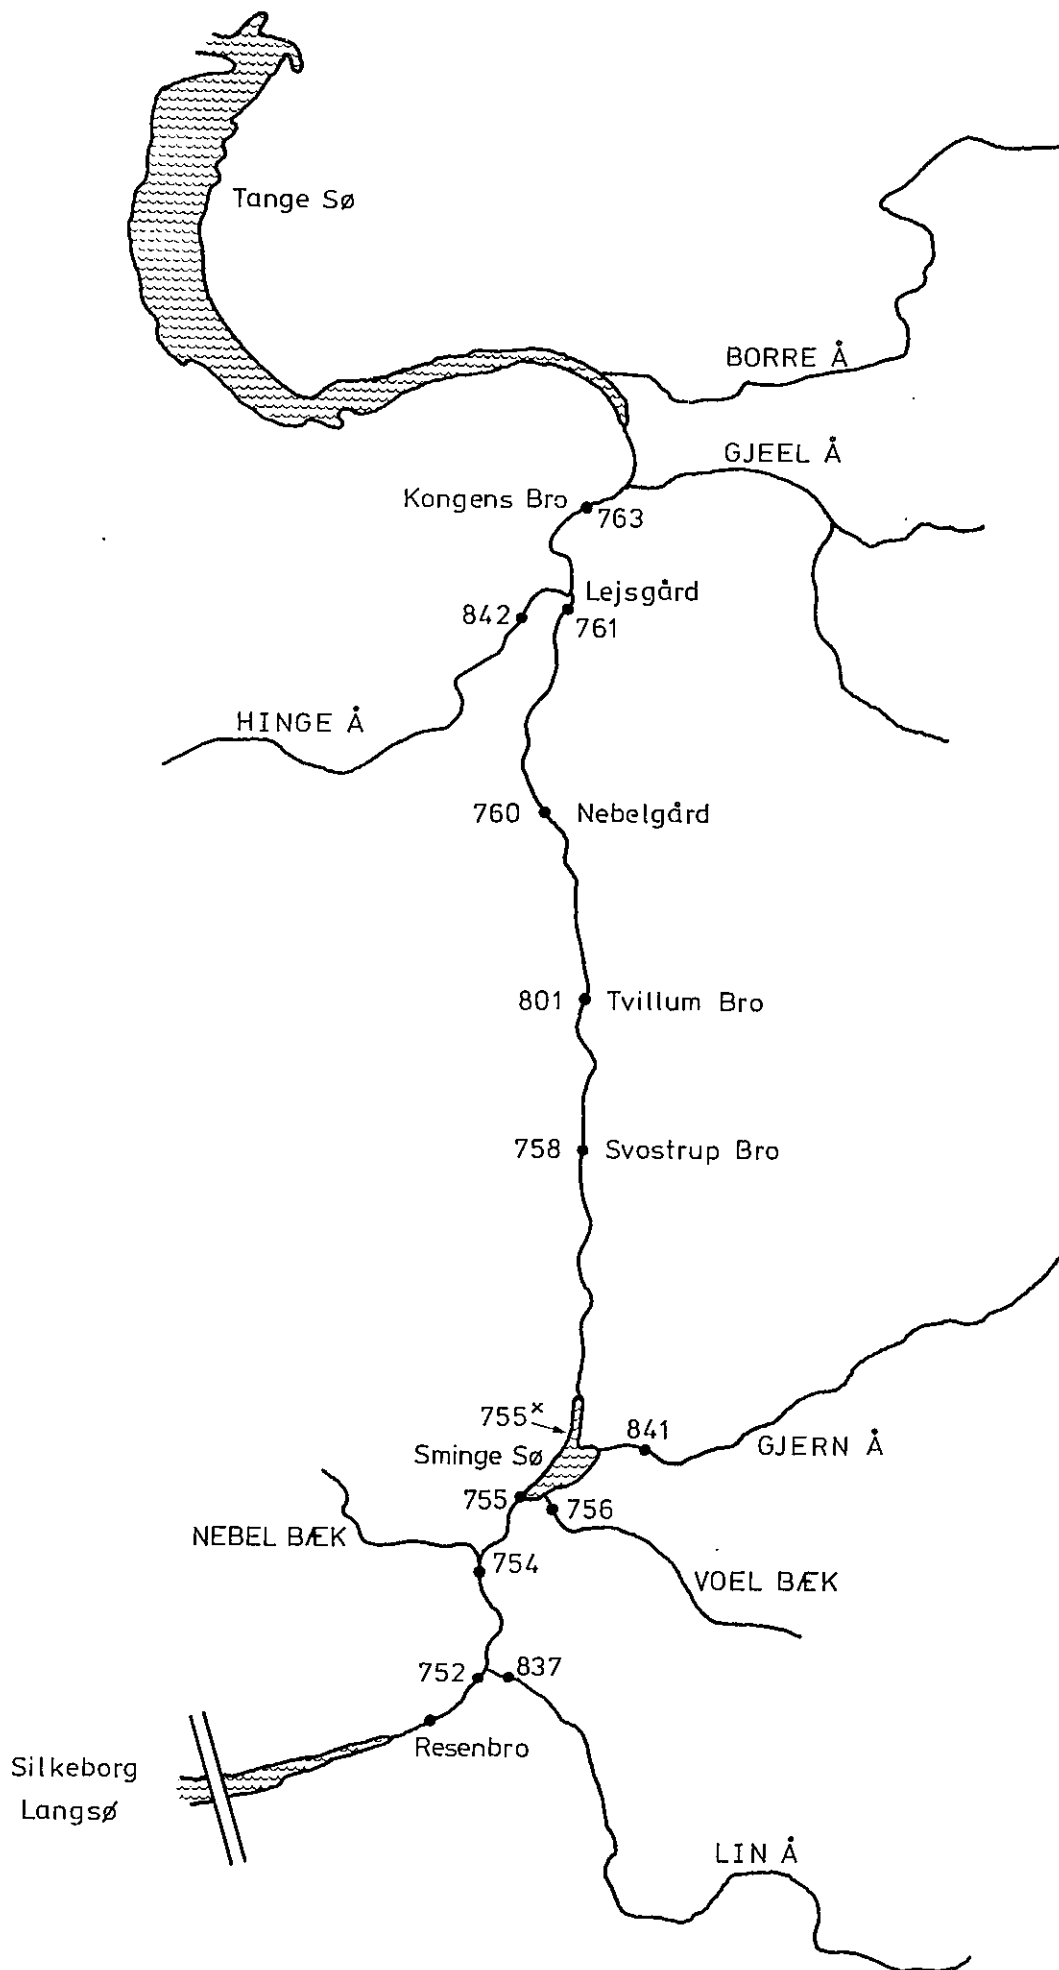 Tange Sø
BORRE Å
GJEEL Å
Kongens Bro
763
Lejsgård
842
761
HINGE Å
760 Nebelgård
801 Tvillum Bro
758 Svostrup Bro
755x
841
GJERN Å
Sminge Sø
755
756
NEBEL BÆK
754
VOEL BÆK
752
837
Resenbro
Silkeborg
Langsø
LIN Å